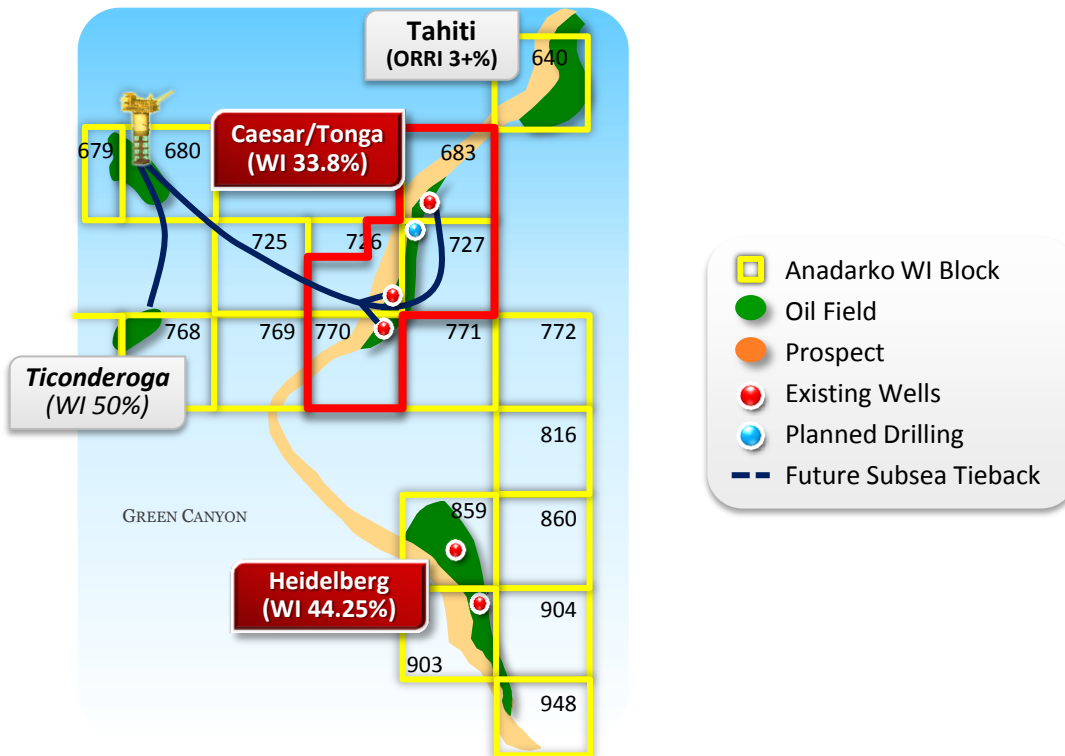 Tahiti
(ORRI 3+%)
640
Caesar/Tonga
(WI 33.8%)
679
680
683
725
726
727
768
769
770
771
772
Ticonderoga
(WI 50%)
816
GREEN CANYON
859
860
Heidelberg
(WI 44.25%)
904
903
948
Anadarko WI Block
Oil Field
Prospect
Existing Wells
Planned Drilling
Future Subsea Tieback